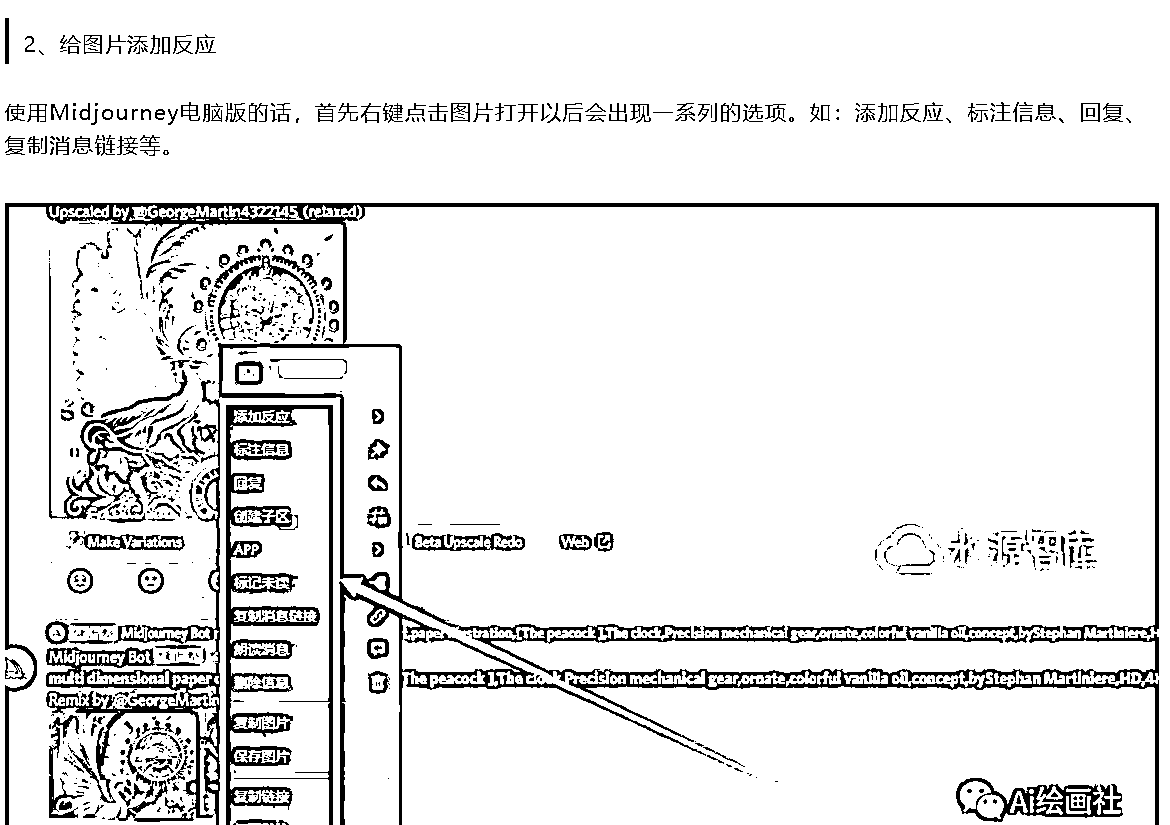 2、给图片添加反应
使用Midjourney电脑版的话，首先右键点击图片打开以后会出现一系列的选项。如：添加反应、标注信息、回复、
复制消息链接等。
Upscaled by @GeorgeMartin4322145 (relaxed)
添加反应
标注信息
回复
创建子区
APP
标记未读
复制消息链接
朗读消息
删除信息
复制图片
保存图片
复制链接
Make Variations
Beta Upscale Redo
Web
Midjourney Bot
,paper illustration,[The peacock ],The clock,Precision mechanical gear,ornate,colorful vanilla oil,concept,byStephan Martiniere,H
Midjourney Bot
multi dimensional paper
The peacock ],The clock,Precision mechanical gear,ornate,colorful vanilla oil,concept,byStephan Martiniere,HD,4
Remix by @GeorgeMartin
智库
Ai绘画社